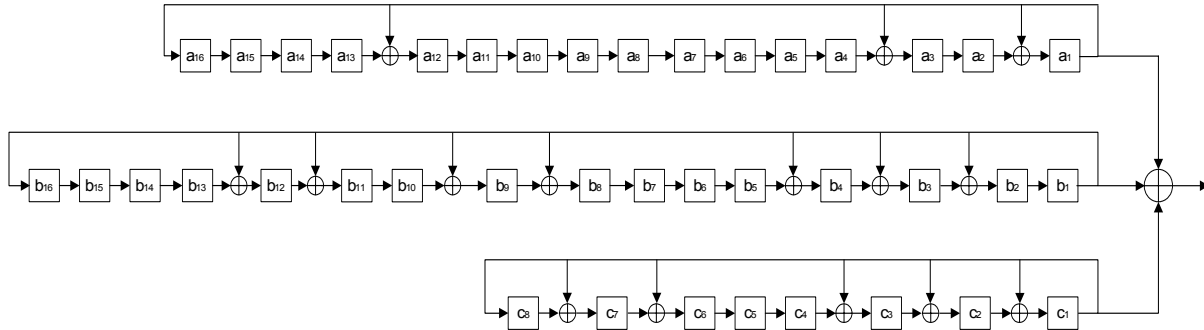 a16 a15 a14 a13 a12 a11 a10 a9 a8 a7 a6 a5 a4 a3 a2 a1
b16 b15 b14 b13 b12 b11 b10 b9 b8 b7 b6 b5 b4 b3 b2 b1
c8 c7 c6 c5 c4 c3 c2 c1